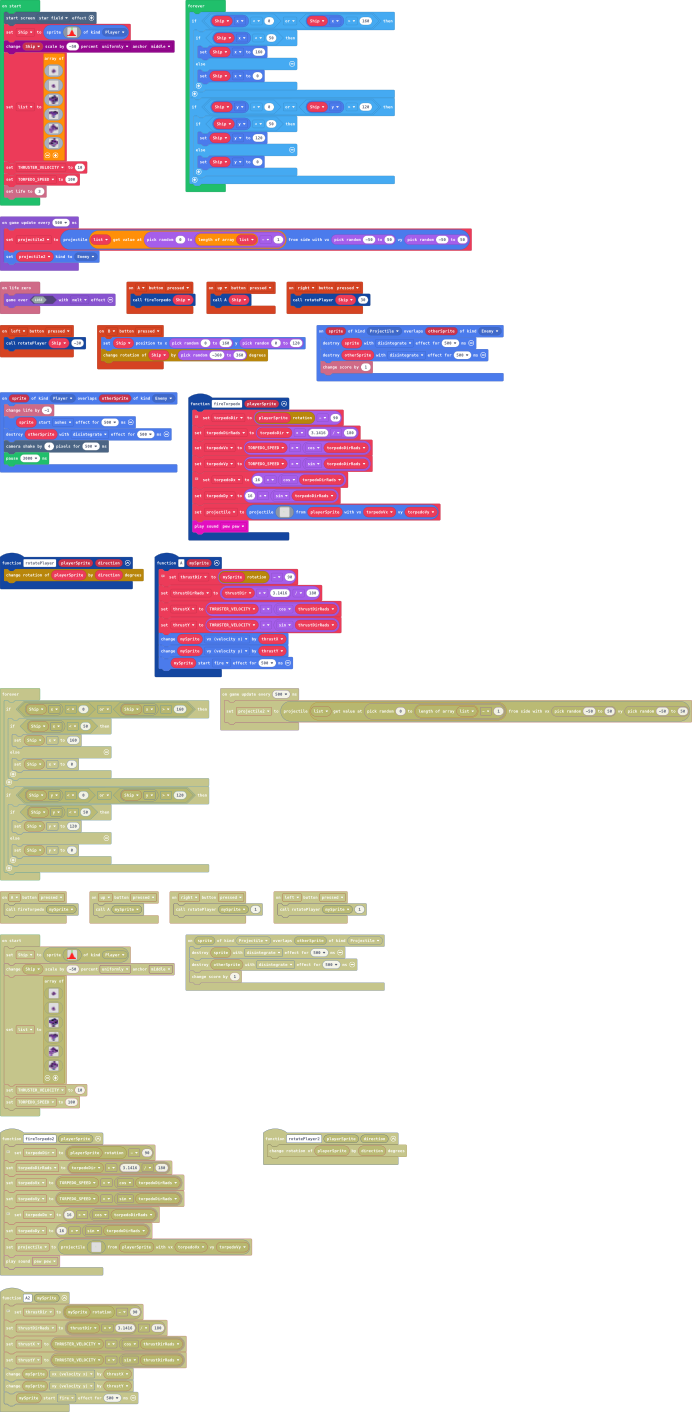 on start
start screen star field effect
set Ship to sprite of kind Player
change Ship scale by -50 percent uniformly anchor middle
array of
set list to
set THRUSTER_VELOCITY to 10
set TORPEDO_SPEED to 100
set life to 3
forever
if Ship x < 0 or Ship x > 160 then
if Ship x < 50 then
set Ship x to 160
else
set Ship x to 0
if Ship y < 0 or Ship y > 120 then
if Ship y < 50 then
set Ship y to 120
else
set Ship y to 0
on game update every 500 ms
set projectile2 to projectile list get value at pick random 0 to length of array list - 1 from side with vx pick random -50 to 50 vy pick random -50 to 50
set projectile2 kind to Enemy
on life zero
game over with melt effect
on A button pressed
call fireTorpedo Ship
on up button pressed
call A Ship
on right button pressed
call rotatePlayer Ship
on left button pressed
call rotatePlayer Ship
on B button pressed
set Ship position to x pick random 0 to 160 y pick random 0 to 120
change rotation of Ship by pick random -360 to 360 degrees
on sprite of kind Projectile overlaps otherSprite of kind Enemy
destroy sprite with disintegrate effect for 500 ms
destroy otherSprite with disintegrate effect for 500 ms
change score by 1
on sprite of kind Player overlaps otherSprite of kind Enemy
change life by -1
sprite start ashes effect for 500 ms
destroy otherSprite with disintegrate effect for 500 ms
camera shake by 4 pixels for 500 ms
pause ms
function fireTorpedo playerSprite
set torpedoDir to playerSprite rotation - 90
set torpedoDirRads to torpedoDir × 3.1416 / 180
set torpedoVx to TORPEDO_SPEED × cos torpedoDirRads
set torpedoVy to TORPEDO_SPEED × sin torpedoDirRads
set torpedoDx to 16 × cos torpedoDirRads
set torpedoDy to 16 × sin torpedoDirRads
set projectile to projectile from playerSprite with vx torpedoVx vy torpedoVy
play sound pew pew
function rotatePlayer playerSprite direction
change rotation of playerSprite by direction degrees
function A mySprite
set thrustDir to mySprite rotation - 90
set thrustDirRads to thrustDir × 3.1416 / 180
set thrustX to THRUSTER_VELOCITY × cos thrustDirRads
set thrustY to THRUSTER_VELOCITY × sin thrustDirRads
change mySprite vx (velocity x) by thrustX
change mySprite vy (velocity y) by thrustY
mySprite start fire effect for 500 ms
forever
if Ship x < 0 or Ship x > 160 then
if Ship x < 50 then
set Ship x to 160
else
set Ship x to 0
if Ship y < 0 or Ship y > 120 then
if Ship y < 50 then
set Ship y to 120
else
set Ship y to 0
on game update every 500 ms
set projectile2 to projectile list get value at pick random 0 to length of array list - 1 from side with vx pick random -50 to 50 vy pick random -50 to 50
on A button pressed
call fireTorpedo mySprite
on up button pressed
call A mySprite
on right button pressed
call rotatePlayer mySprite 1
on left button pressed
call rotatePlayer mySprite 1
on start
set Ship to sprite of kind Player
change Ship scale by -50 percent uniformly anchor middle
array of
set list to
set THRUSTER_VELOCITY to 10
set TORPEDO_SPEED to 100
on sprite of kind Projectile overlaps otherSprite of kind Projectile
destroy sprite with disintegrate effect for 500 ms
destroy otherSprite with disintegrate effect for 500 ms
change score by 1
function fireTorpedo2 playerSprite
set torpedoDir to playerSprite rotation - 90
set torpedoDirRads to torpedoDir × 3.1416 / 180
set torpedoVx to TORPEDO_SPEED × cos torpedoDirRads
set torpedoVy to TORPEDO_SPEED × sin torpedoDirRads
set torpedoDx to 16 × cos torpedoDirRads
set torpedoDy to 16 × sin torpedoDirRads
set projectile to projectile from playerSprite with vx torpedoVx vy torpedoVy
play sound pew pew
function rotatePlayer2 playerSprite direction
change rotation of playerSprite by direction degrees
function A2 mySprite
set thrustDir to mySprite rotation - 90
set thrustDirRads to thrustDir × 3.1416 / 180
set thrustX to THRUSTER_VELOCITY × cos thrustDirRads
set thrustY to THRUSTER_VELOCITY × sin thrustDirRads
change mySprite vx (velocity x) by thrustX
change mySprite vy (velocity y) by thrustX
mySprite start fire effect for 500 ms